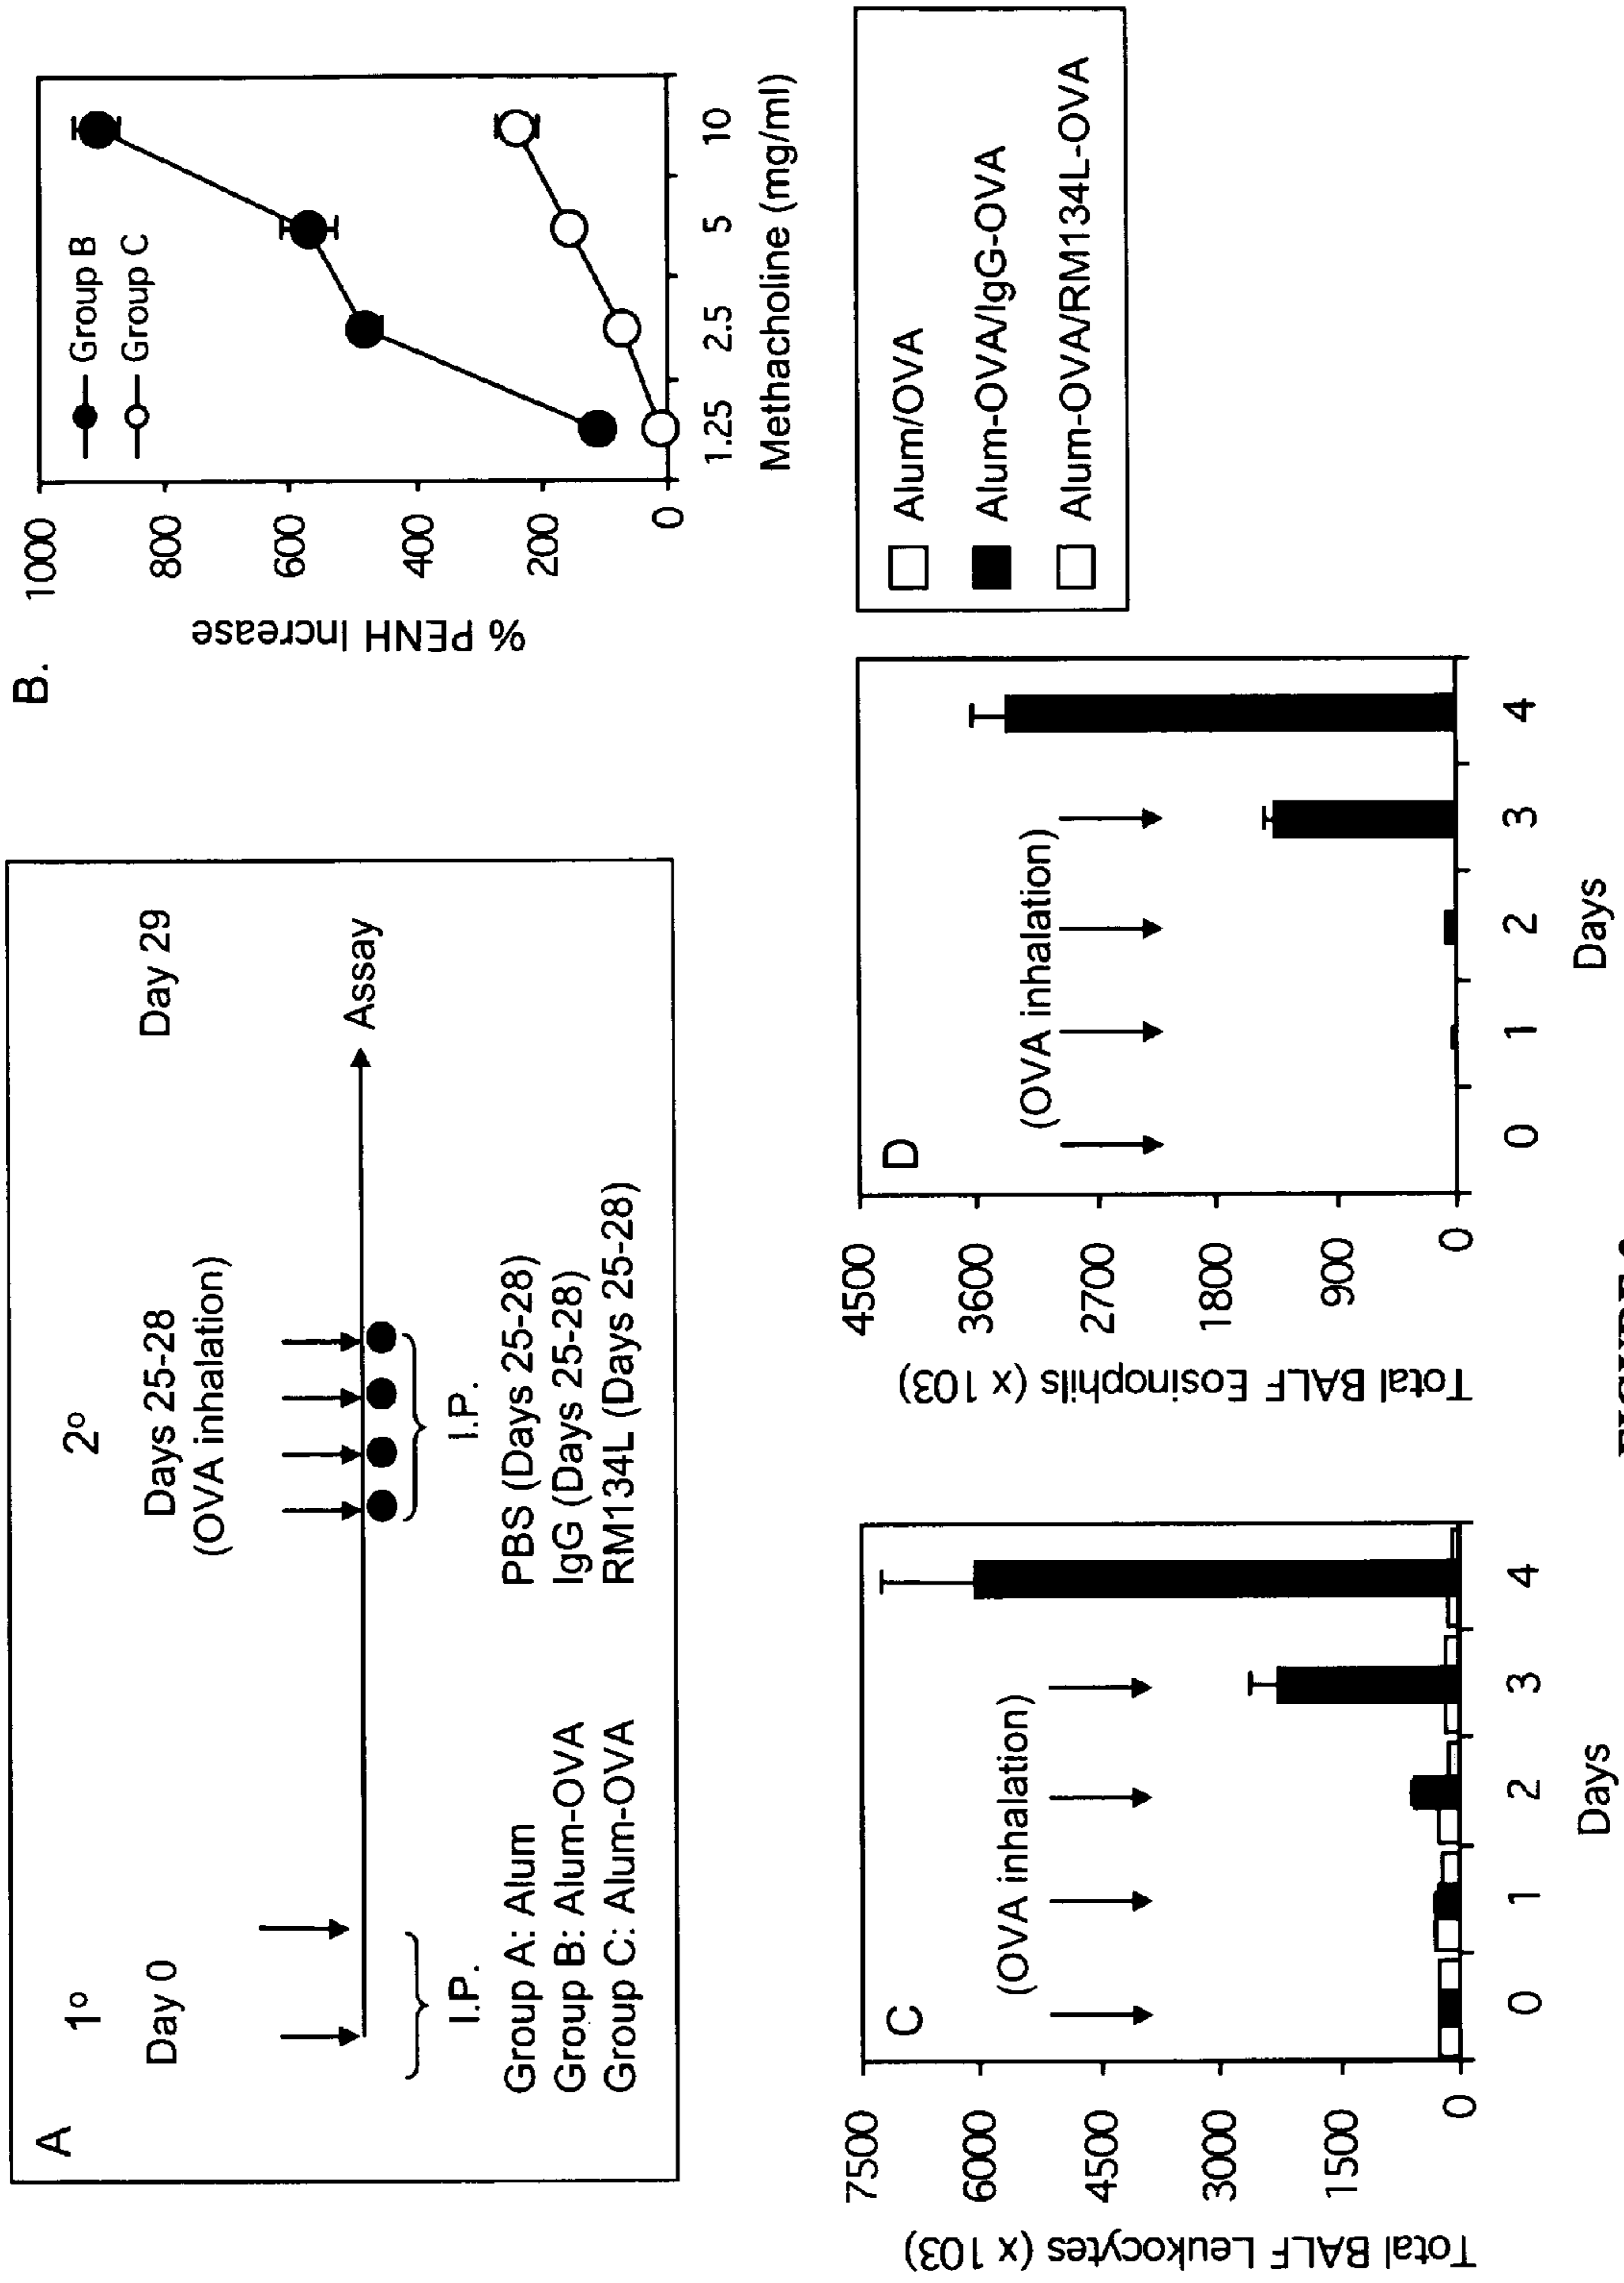 A
1º
2º
Day 0
Days 25-28
Day 29
(OVA inhalation)
Assay
I.P.
I.P.
Group A: Alum
PBS (Days 25-28)
Group B: Alum-OVA
IgG (Days 25-28)
Group C: Alum-OVA
RM134L (Days 25-28)
B.
% PENH Increase
1000
800
600
400
200
0
Group B
Group C
1.25 2.5 5 10
Methacholine (mg/ml)
C
Total BALF Leukocytes (x 103)
7500
6000
4500
3000
1500
0
(OVA inhalation)
0 1 2 3 4
Days
D
Total BALF Eosinophils (x 103)
4500
3600
2700
1800
900
0
(OVA inhalation)
0 1 2 3 4
Days
Alum/OVA
Alum-OVA/IgG-OVA
Alum-OVA/RM134L-OVA
FIGURE